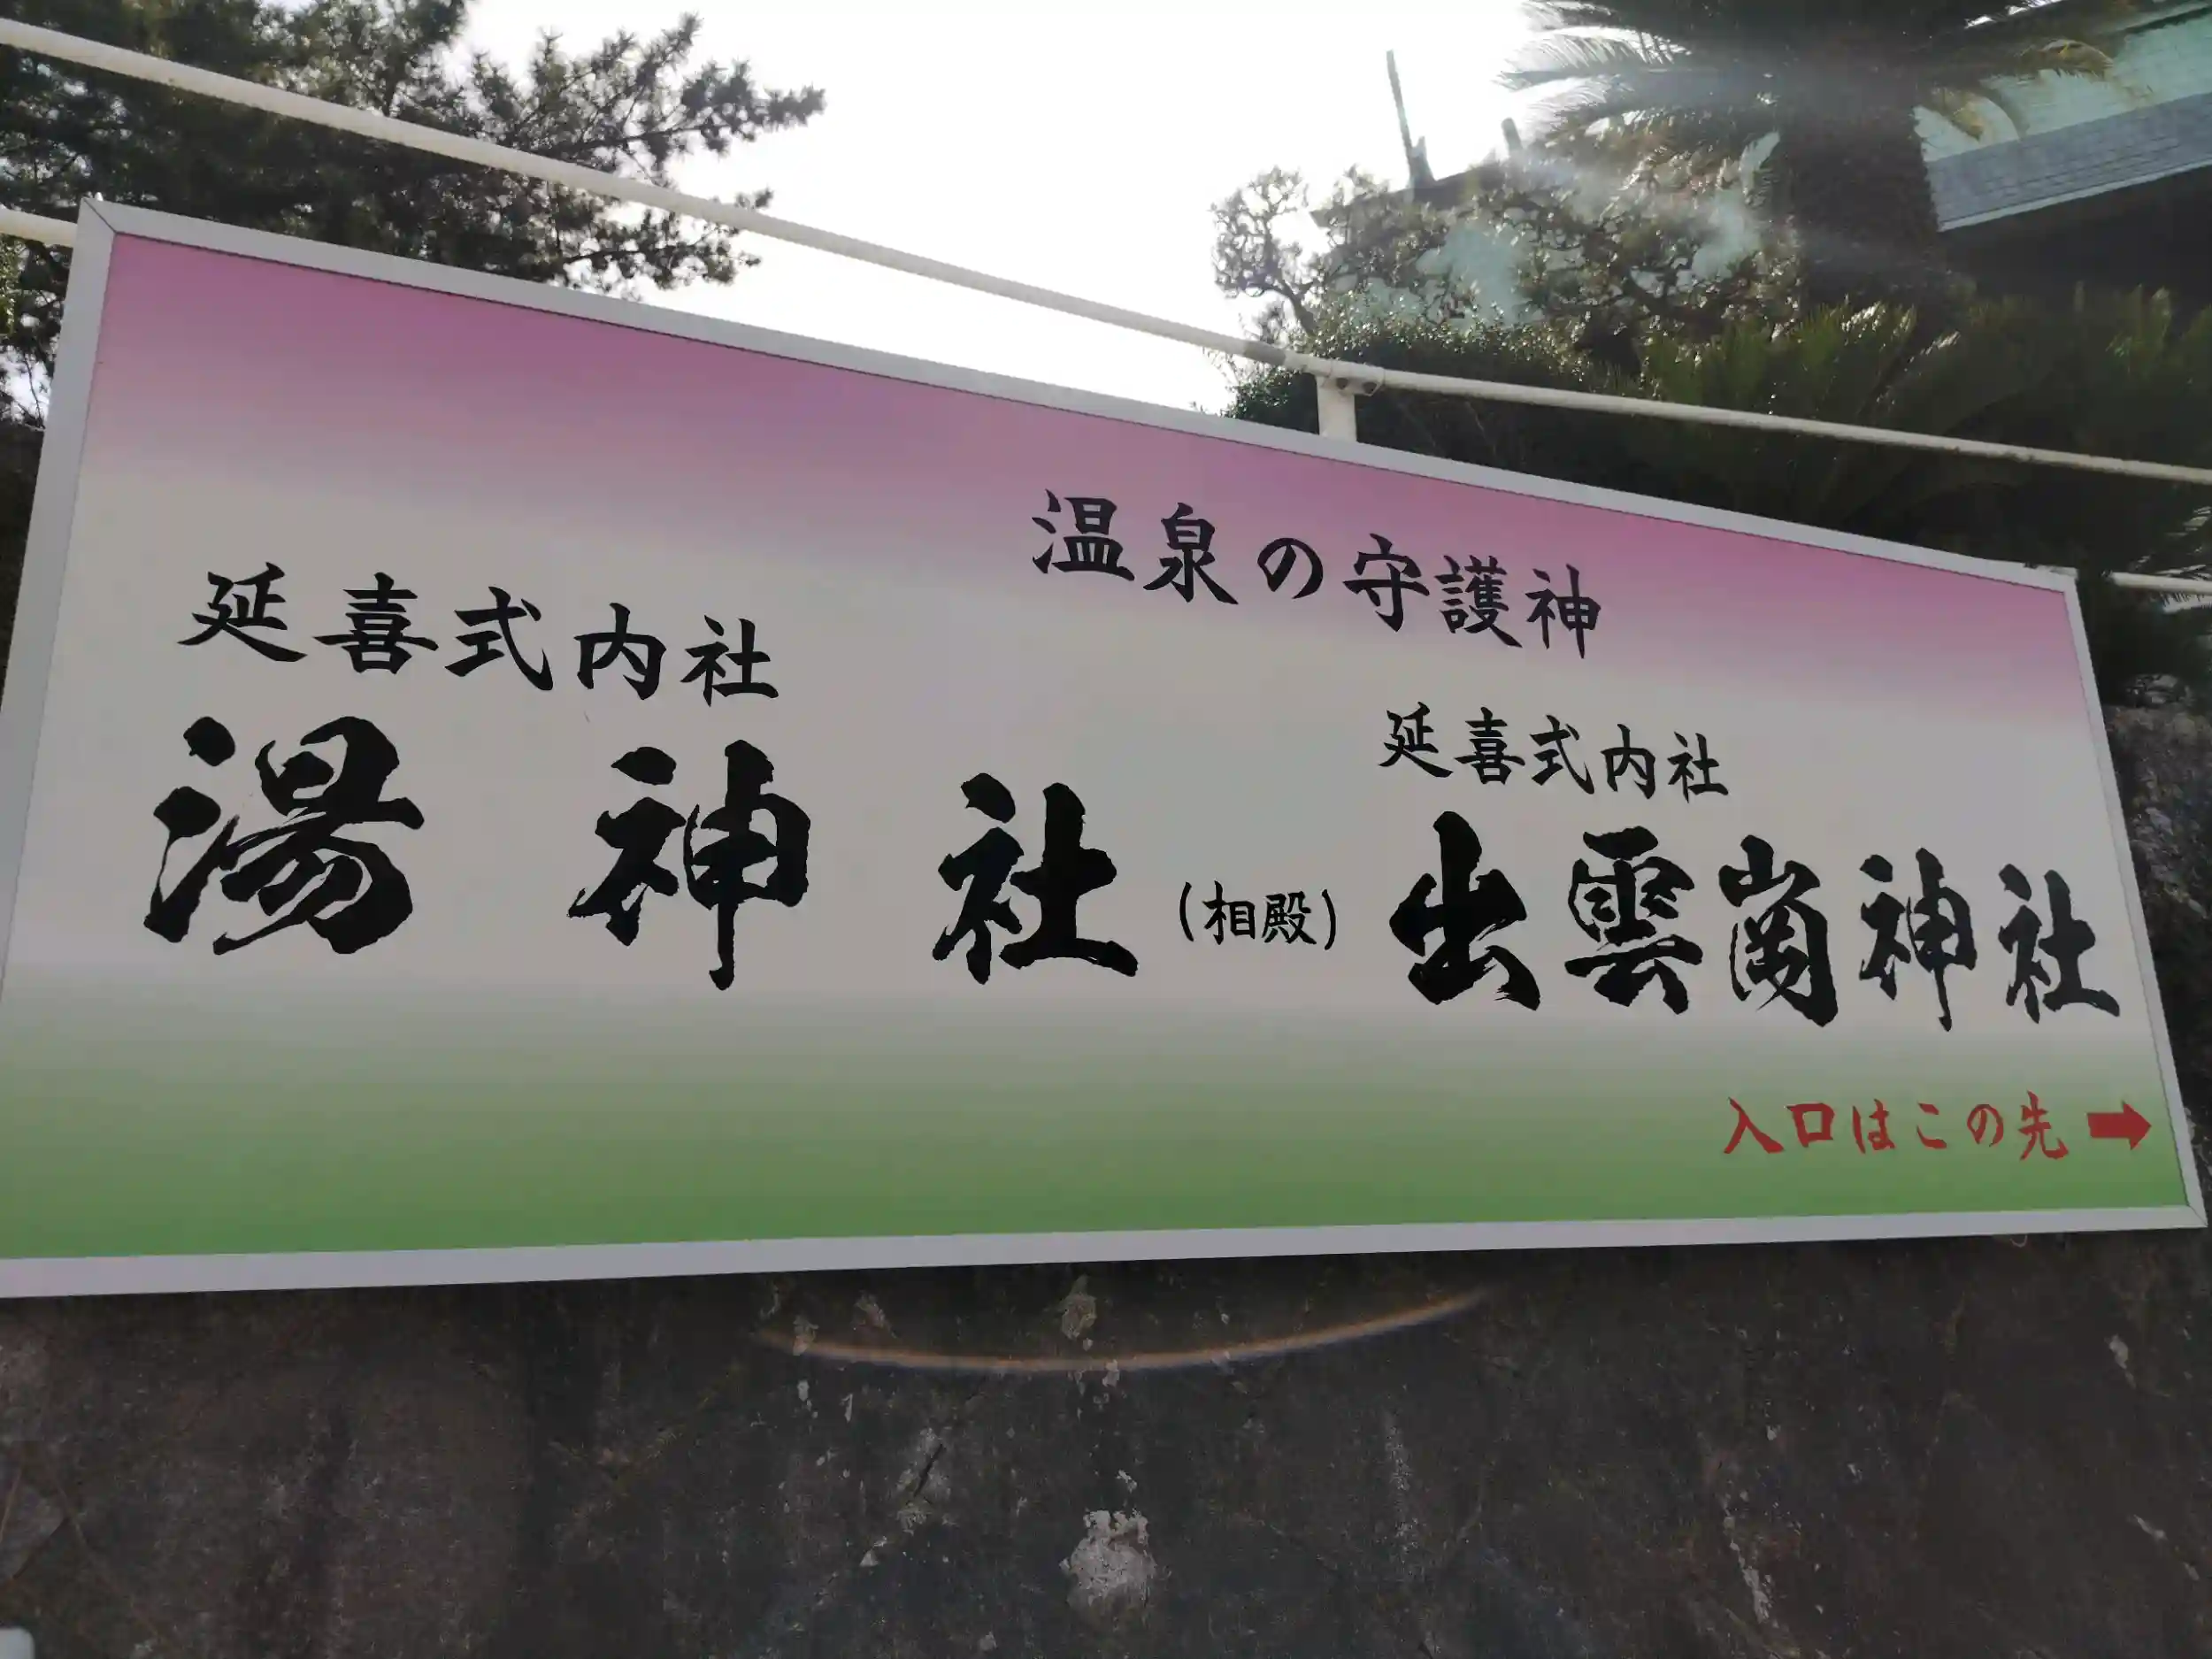 温泉の守護神
延喜式内社
湯神社
(相殿)
延喜式内社
出雲崗神社
入口はこの先➡